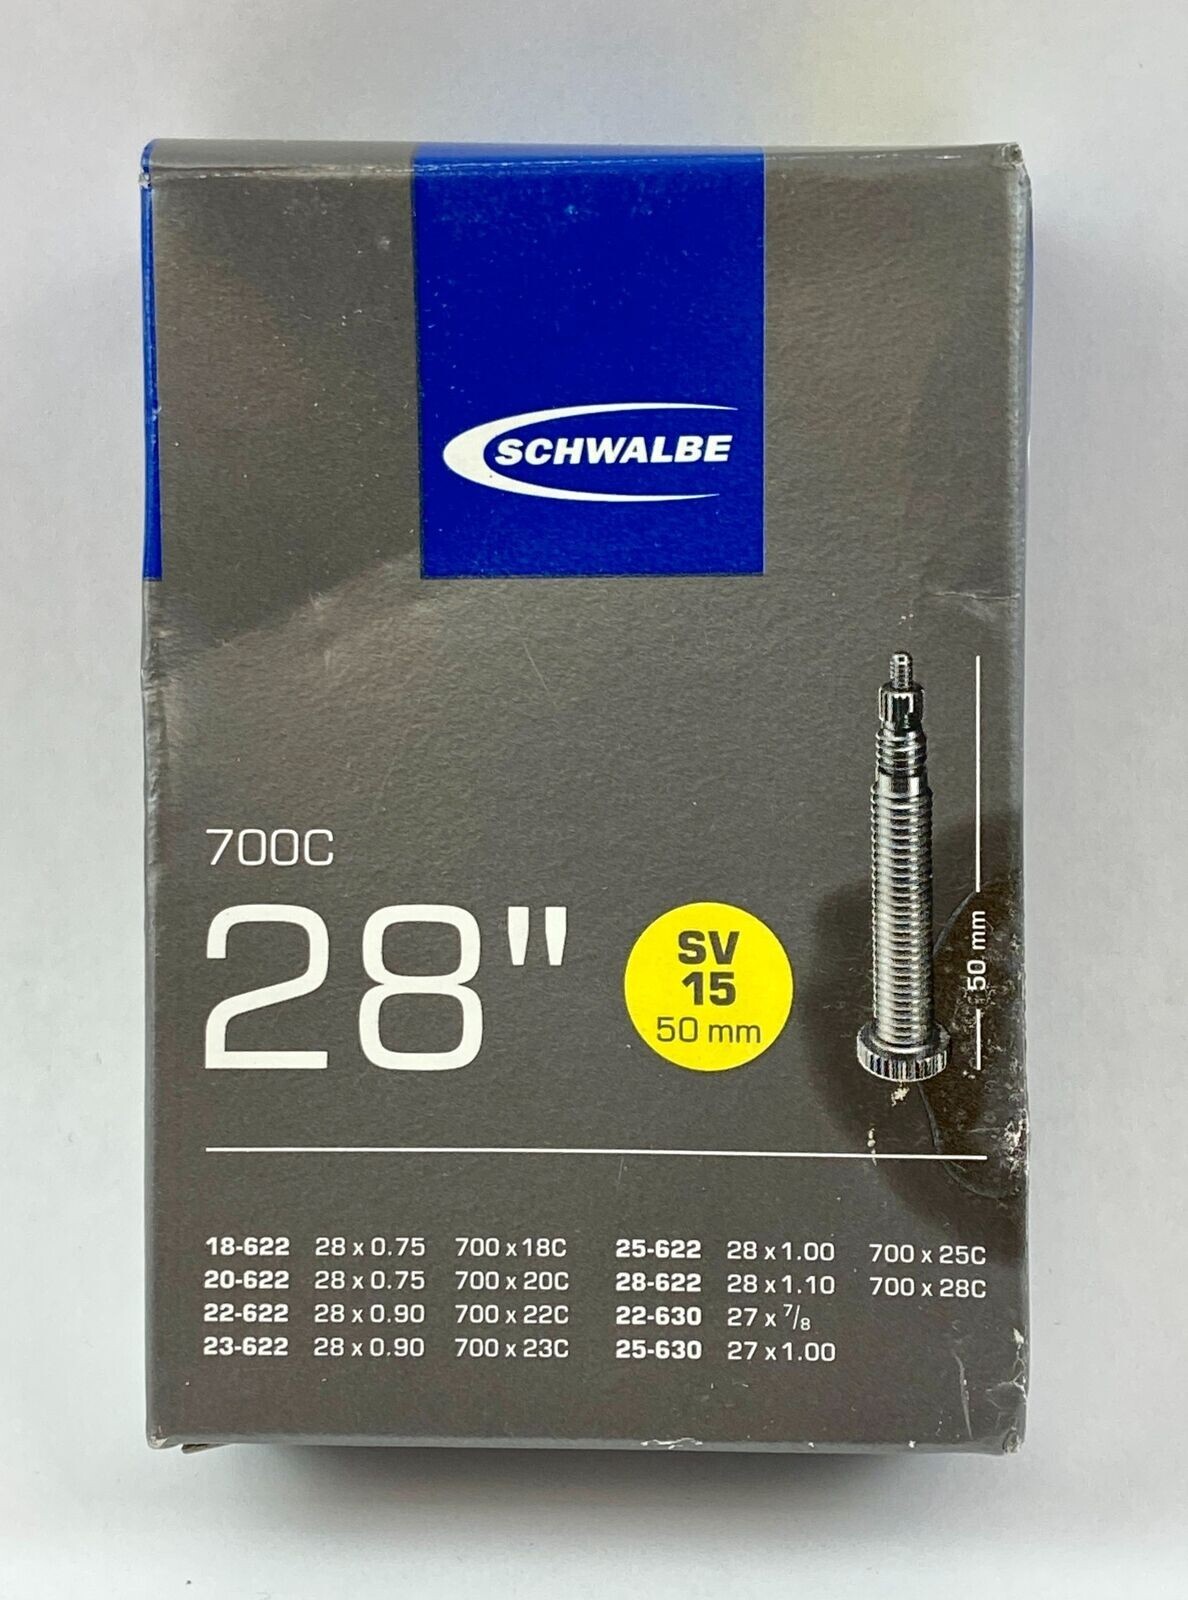 SCHWALBE
700C
28"
SV
15
50 mm
50 mm
18-622 28 x 0.75 700 x 18C
20-622 28 x 0.75 700 x 20C
22-622 28 x 0.90 700 x 22C
23-622 28 x 0.90 700 x 23C
25-622 28 x 1.00 700 x 25C
28-622 28 x 1.10 700 x 28C
22-630 27 x 7/8
25-630 27 x 1.00